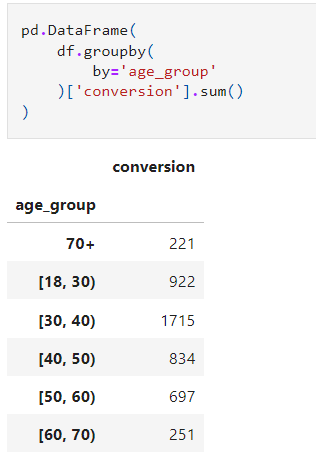 pd.DataFrame(
    df.groupby(
        by='age_group'
    )['conversion'].sum()
)
conversion
age_group
70+ 221
[18, 30) 922
[30, 40) 1715
[40, 50) 834
[50, 60) 697
[60, 70) 251